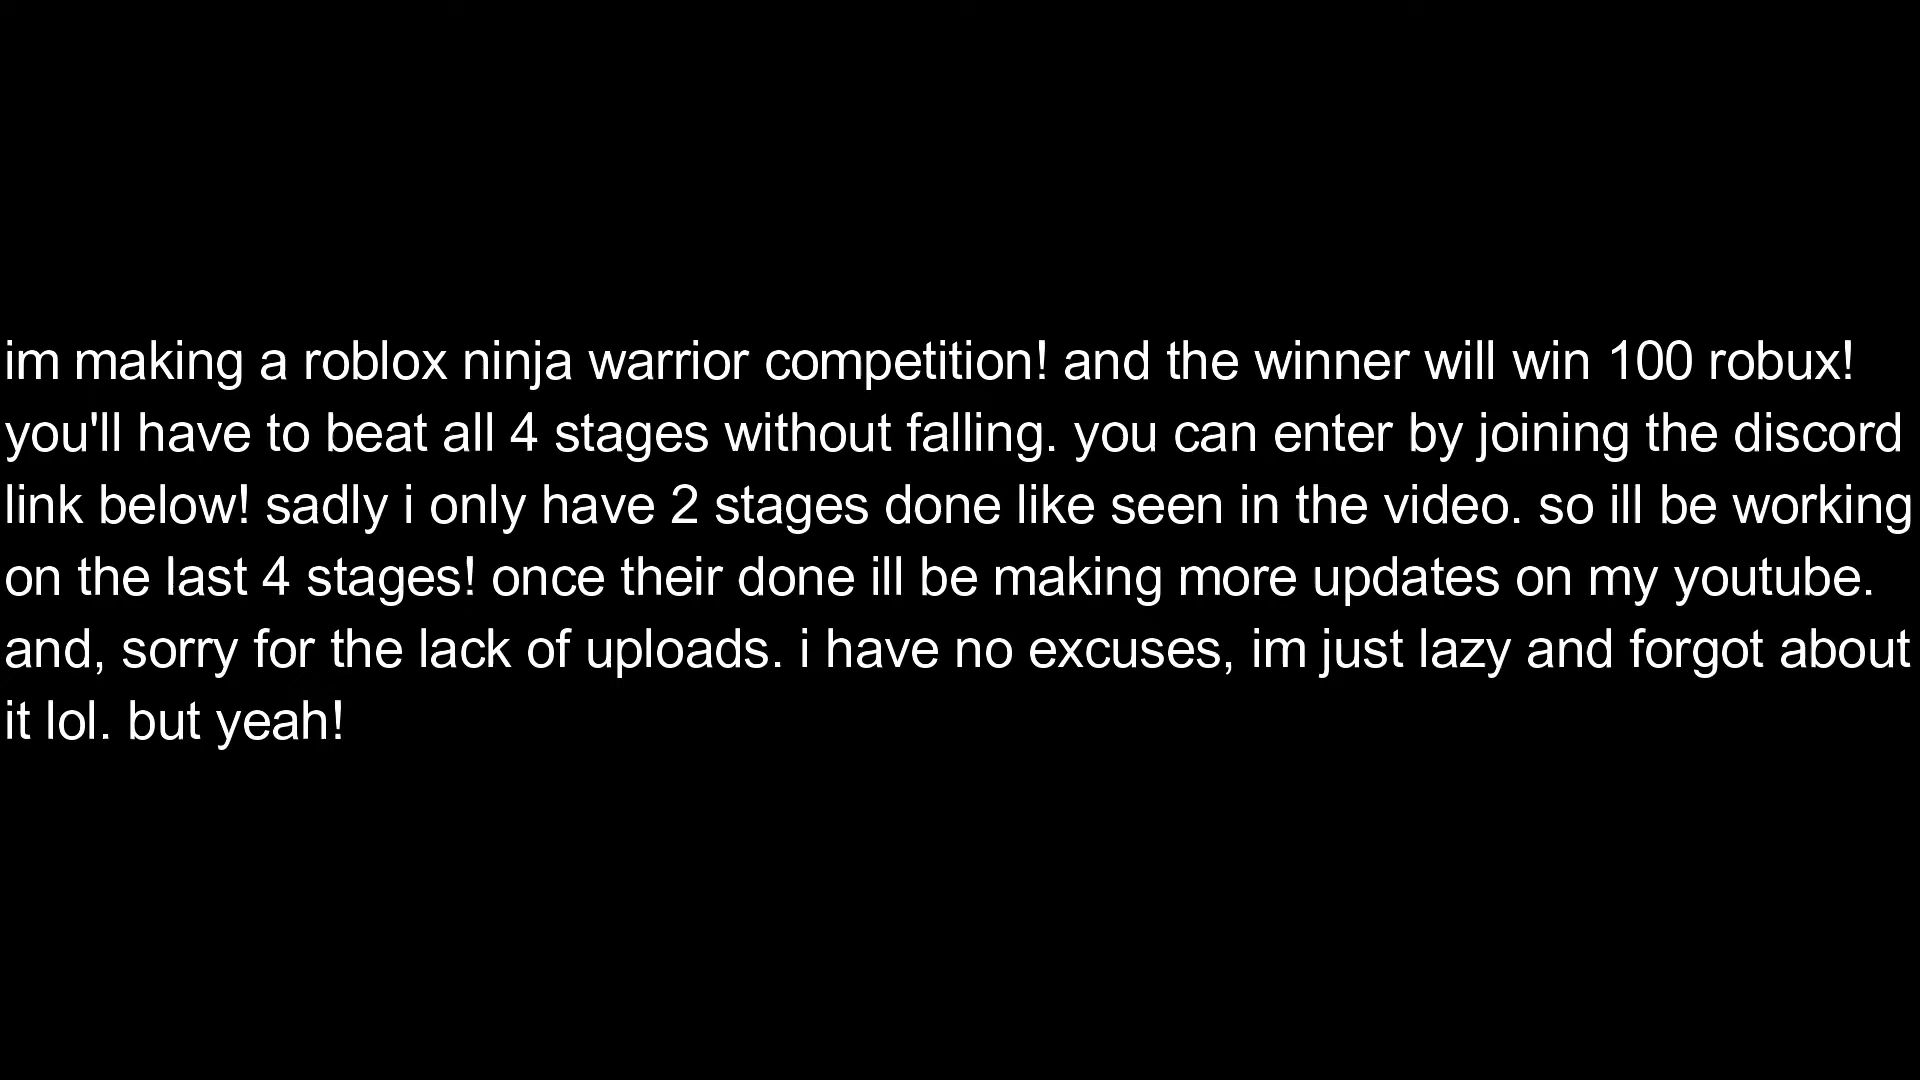 im making a roblox ninja warrior competition! and the winner will win 100 robux!
you'll have to beat all 4 stages without falling. you can enter by joining the discord
link below! sadly i only have 2 stages done like seen in the video. so ill be working
on the last 4 stages! once their done ill be making more updates on my youtube.
and, sorry for the lack of uploads. i have no excuses, im just lazy and forgot about
it lol. but yeah!